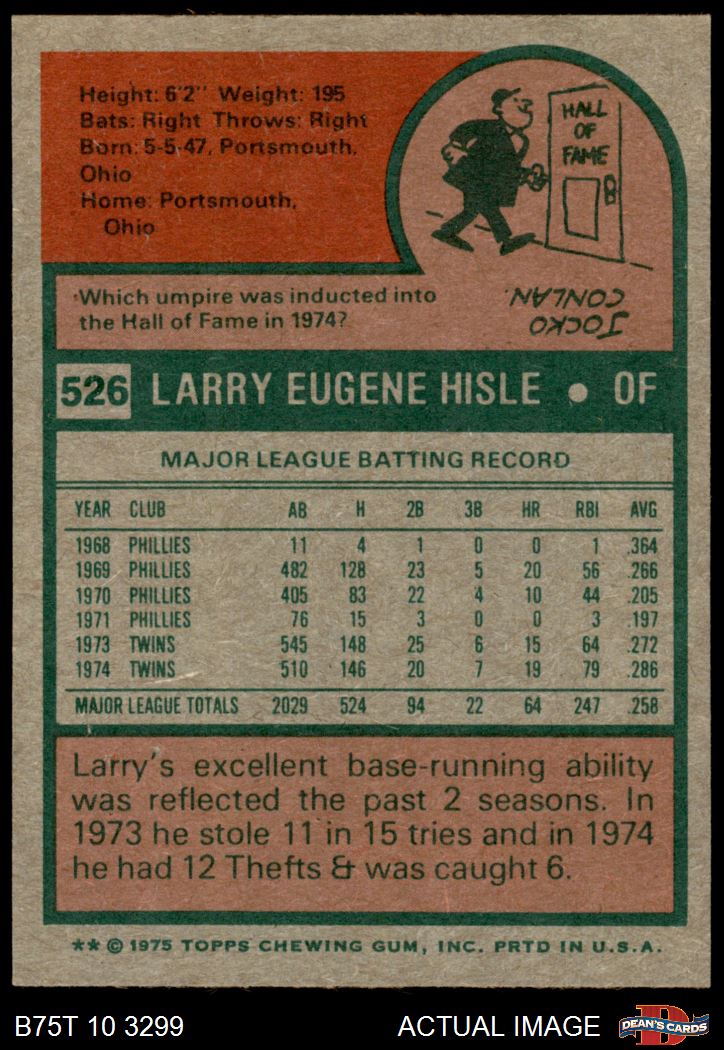 Height: 6'2" Weight: 195
Bats: Right Throws: Right
Born: 5-5-47, Portsmouth,
Ohio
Home: Portsmouth,
Ohio
HALL
OF
FAME
Which umpire was inducted into
the Hall of Fame in 1974?
JOCKO
CONLAN.
526 LARRY EUGENE HISLE • OF
MAJOR LEAGUE BATTING RECORD
YEAR CLUB AB H 2B 3B HR RBI AVG
1968 PHILLIES 11 4 1 0 0 1 .364
1969 PHILLIES 482 128 23 5 20 56 .266
1970 PHILLIES 405 83 22 4 10 44 .205
1971 PHILLIES 76 15 3 0 0 3 .197
1973 TWINS 545 148 25 6 15 64 .272
1974 TWINS 510 146 20 7 19 79 .286
MAJOR LEAGUE TOTALS 2029 524 94 22 64 247 .258
Larry's excellent base-running ability
was reflected the past 2 seasons. In
1973 he stole 11 in 15 tries and in 1974
he had 12 Thefts & was caught 6.
** © 1975 TOPPS CHEWING GUM, INC. PRTD IN U.S.A.
B75T 10 3299 ACTUAL IMAGE
D
DEAN'S CARDS